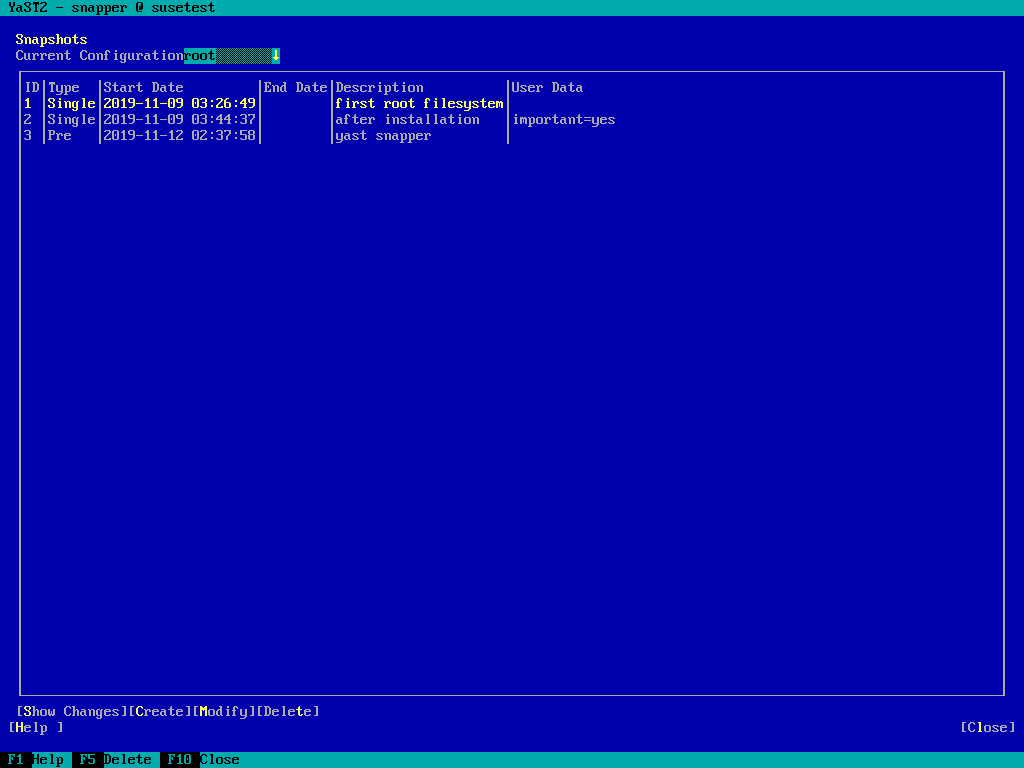 YaST2 - snapper @ susetest
Snapshots
Current Configuration root ↓
ID|Type |Start Date |End Date|Description |User Data
1 |Single|2019-11-09 03:26:49| |first root filesystem|
2 |Single|2019-11-09 03:44:37| |after installation |important=yes
3 |Pre |2019-11-12 02:37:58| |yast snapper |
[Show Changes][Create][Modify][Delete]
[Help ] [Close]
F1 Help F5 Delete F10 Close